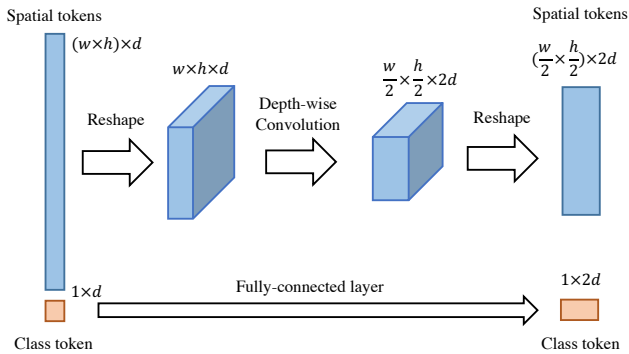 Spatial tokens
(w×h)×d
Reshape
w×h×d
Depth-wise
Convolution
w/2×h/2×2d
Reshape
Spatial tokens
(w/2×h/2)×2d
1×d
Class token
Fully-connected layer
1×2d
Class token